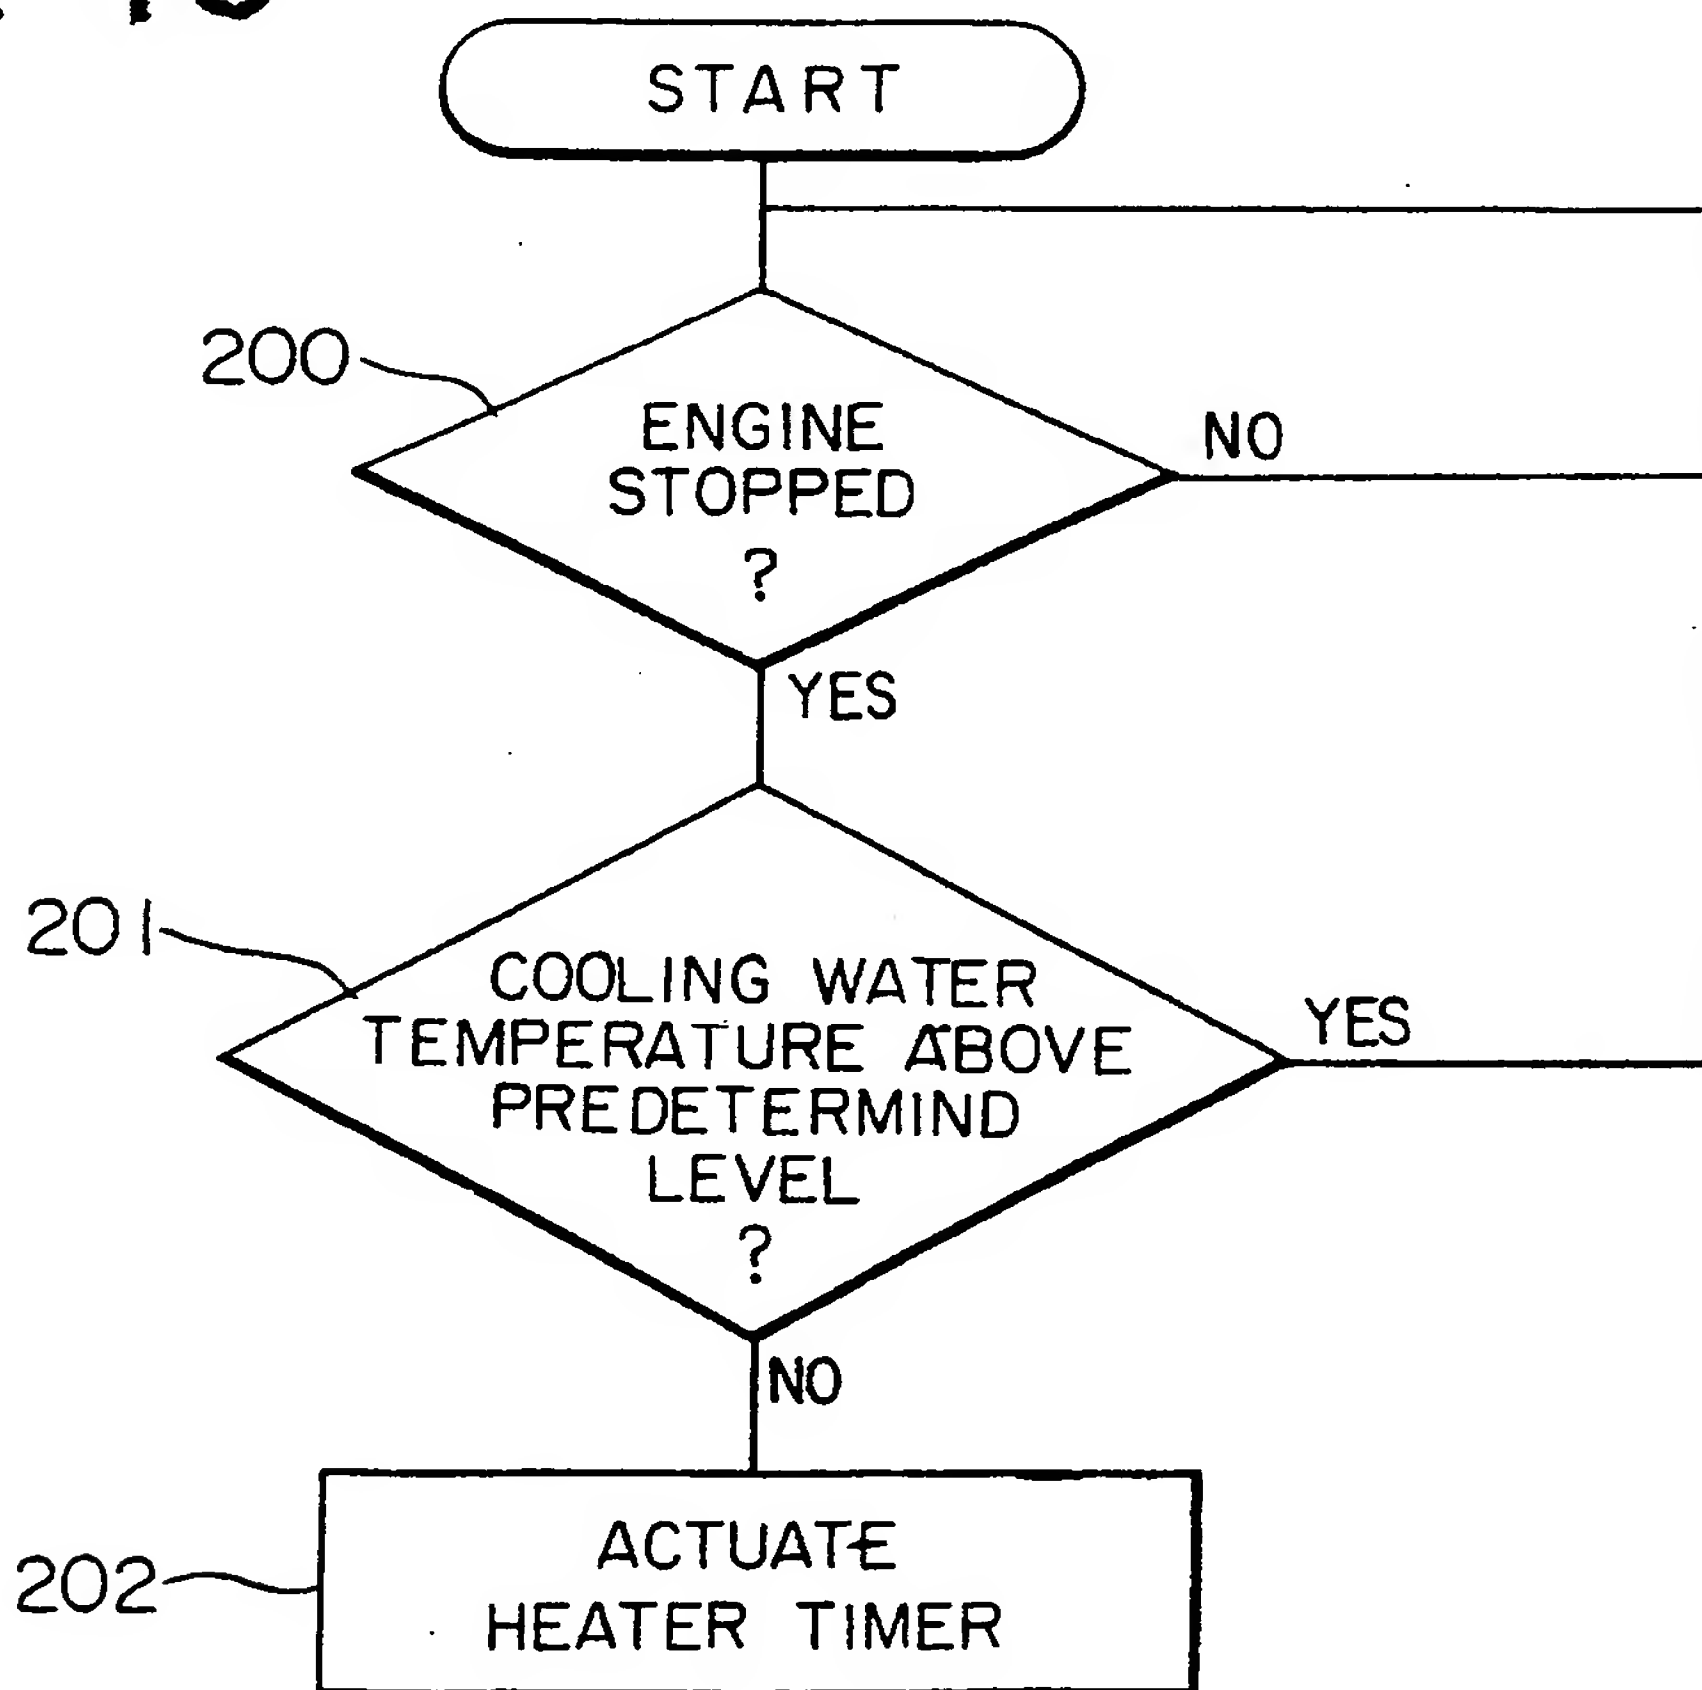 START
200
ENGINE
STOPPED
?
NO
YES
201
COOLING WATER
TEMPERATURE ABOVE
PREDETERMIND
LEVEL
?
YES
NO
202
ACTUATE
HEATER TIMER